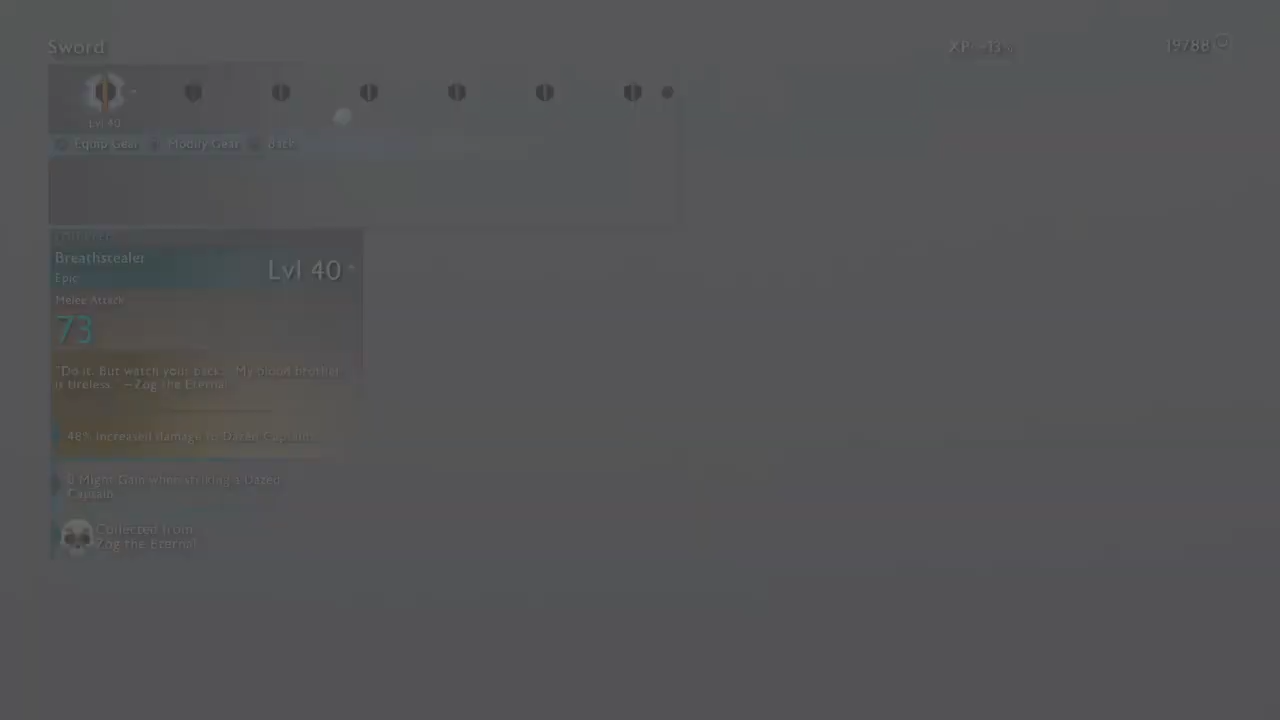 Sword
XP
19788
Lvl 40
Equip Gear Modify Gear Back
Breathstealer
Epic
Lvl 40
Melee Attack
73
"Do it. But watch your back. My blood brother
is tireless." —Zog the Eternal
48% Increased damage to Dazed Captains
Might Gain when striking a Dazed
Captain
Collected from
Zog the Eternal